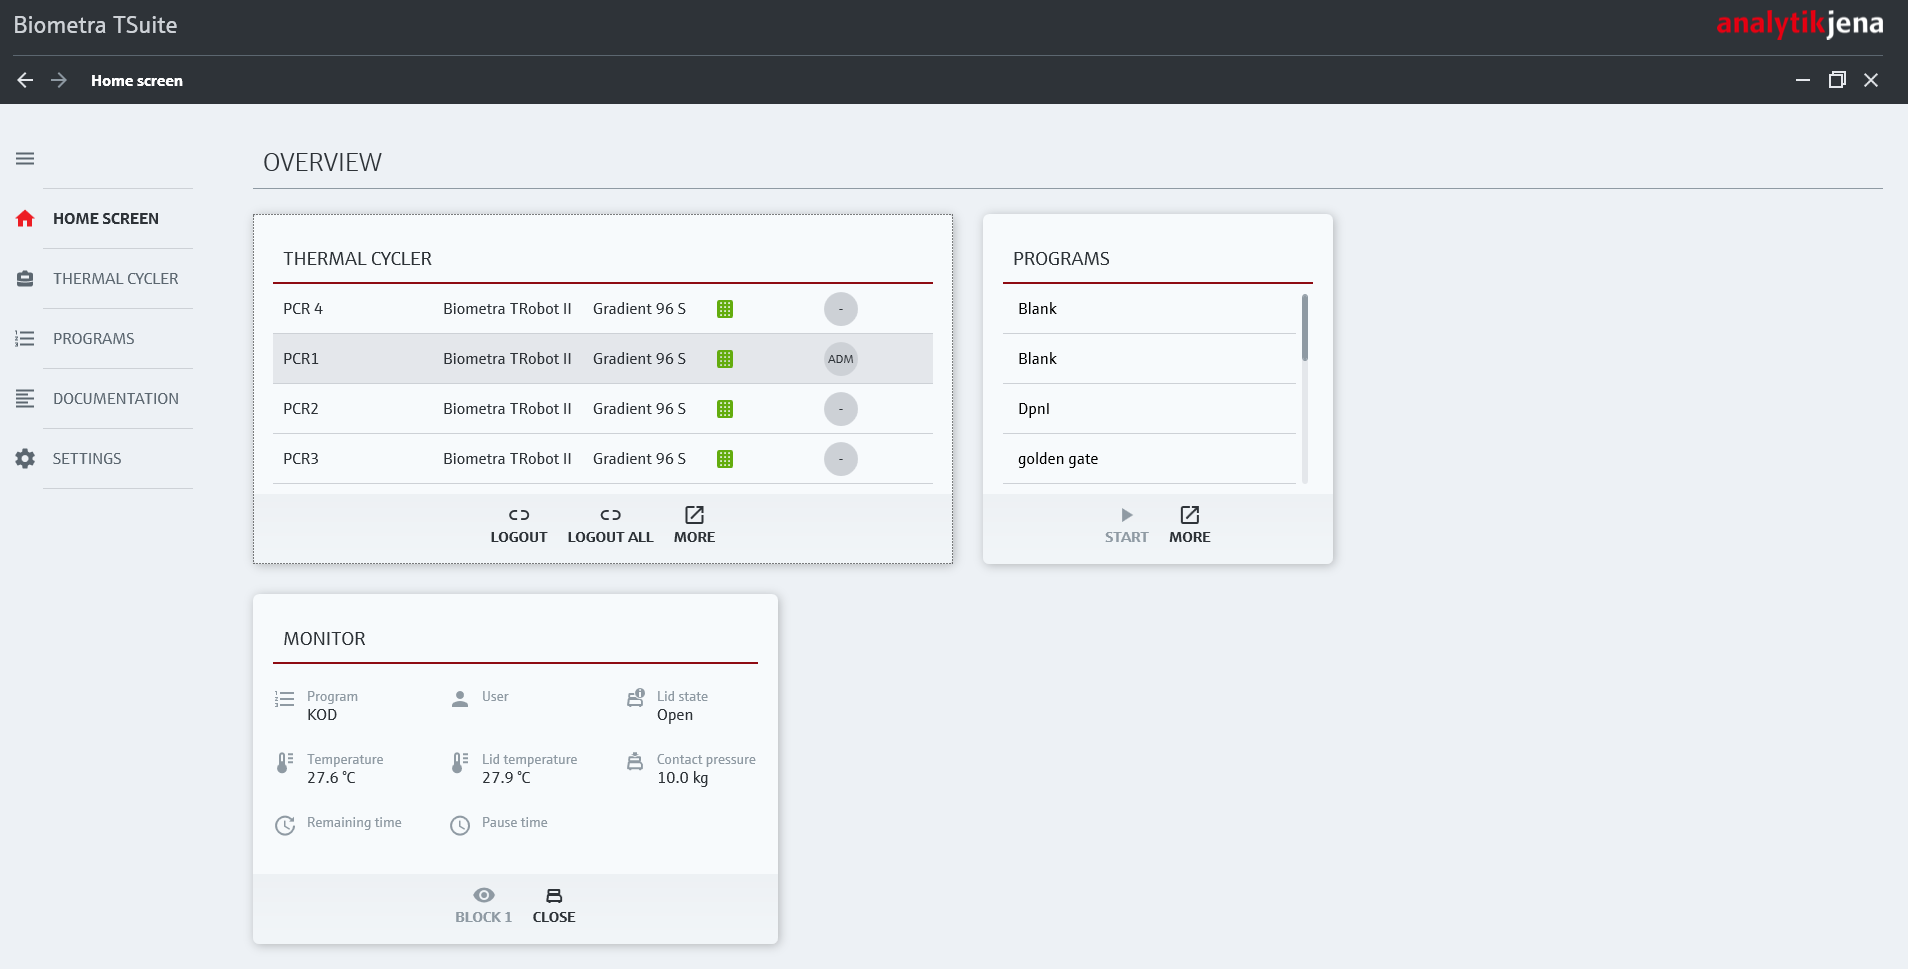 Biometra TSuite
analytikjena
Home screen
OVERVIEW
HOME SCREEN
THERMAL CYCLER
PROGRAMS
DOCUMENTATION
SETTINGS
THERMAL CYCLER
PCR 4 Biometra TRobot II Gradient 96 S -
PCR1 Biometra TRobot II Gradient 96 S ADM
PCR2 Biometra TRobot II Gradient 96 S -
PCR3 Biometra TRobot II Gradient 96 S -
LOGOUT LOGOUT ALL MORE
PROGRAMS
Blank
Blank
DpnI
golden gate
START MORE
MONITOR
Program User Lid state
KOD Open
Temperature Lid temperature Contact pressure
27.6 °C 27.9 °C 10.0 kg
Remaining time Pause time
BLOCK 1 CLOSE